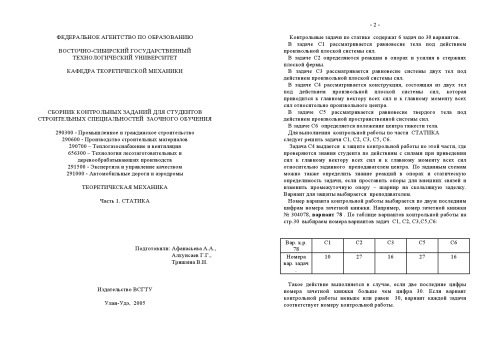 ФЕДЕРАЛЬНОЕ АГЕНТСТВО ПО ОБРАЗОВАНИЮ
ВОСТОЧНО-СИБИРСКИЙ ГОСУДАРСТВЕННЫЙ
ТЕХНОЛОГИЧЕСКИЙ УНИВЕРСИТЕТ
КАФЕДРА ТЕОРЕТИЧЕСКОЙ МЕХАНИКИ
СБОРНИК КОНТРОЛЬНЫХ ЗАДАНИЙ ДЛЯ СТУДЕНТОВ
СТРОИТЕЛЬНЫХ СПЕЦИАЛЬНОСТЕЙ ЗАОЧНОГО ОБУЧЕНИЯ
290300 - Промышленное и гражданское строительство
290600 - Производство строительных материалов
290700 – Теплогазоснабжение и вентиляция
656300 – Технология лесозаготовительных и
деревообрабатывающих производств
291500 - Экспертиза и управление качеством
291000 - Автомобильные дороги и аэродромы
ТЕОРЕТИЧЕСКАЯ МЕХАНИКА
Часть 1. СТАТИКА
Подготовили: Афанасьева А.А.,
Алхунсаев Г.Г.,
Тришкина В.Н.
Издательство ВСГТУ
Улан-Удэ, 2005
- 2 -
Контрольные задачи по статике содержат 6 задач по 30 вариантов.
В задаче С1 рассматривается равновесие тела под действием
произвольной плоской системы сил.
В задаче С2 определяются реакции в опорах и усилия в стержнях
плоской фермы.
В задаче С3 рассматривается равновесие системы двух тел под
действием произвольной плоской системы сил.
В задаче С4 рассматривается конструкция, состоящая из двух тел
под действием произвольной плоской системы сил, которая
приводится к главному вектору всех сил и к главному моменту всех
сил относительно произвольного центра.
В задаче С5 рассматривается равновесие твердого тела под
действием произвольной пространственной системы сил.
В задаче С6 определяется положение центра тяжести тела.
Для выполнения контрольной работы по части СТАТИКА
следует решить задачи С1, С2, С3, С5, С6.
Задача С4 выдается к защите контрольной работы по этой части, где
проверяются знания студента по действиям с силами при приведении
сил к главному вектору всех сил и к главному моменту всех сил
относительно заданного преподавателем центра. По заданным схемам
можно также определить знание реакций в опорах и статическую
определимость задачи, если проставить опоры для внешних связей и
изменить промежуточную опору – шарнир на скользящую заделку.
Вариант для защиты выбирается преподавателем.
Номер варианта контрольной работы выбирается по двум последним
цифрам номера зачетной книжки. Например, номер зачетной книжки
№ 304078, вариант 78 . По таблице вариантов контрольной работы на
стр.30 выбираем номера вариантов задач С1, С2, С3,С5,С6:
Вар. к.р. С1 С2 С3 С5 С6
78
Номера 10 27 16 27 16
вар. задач
Такое действие выполняется в случае, если две последние цифры
номера зачетной книжки больше чем цифра 30. Если вариант
контрольной работы меньше или равен 30, вариант каждой задачи
соответствует номеру контрольной работы.